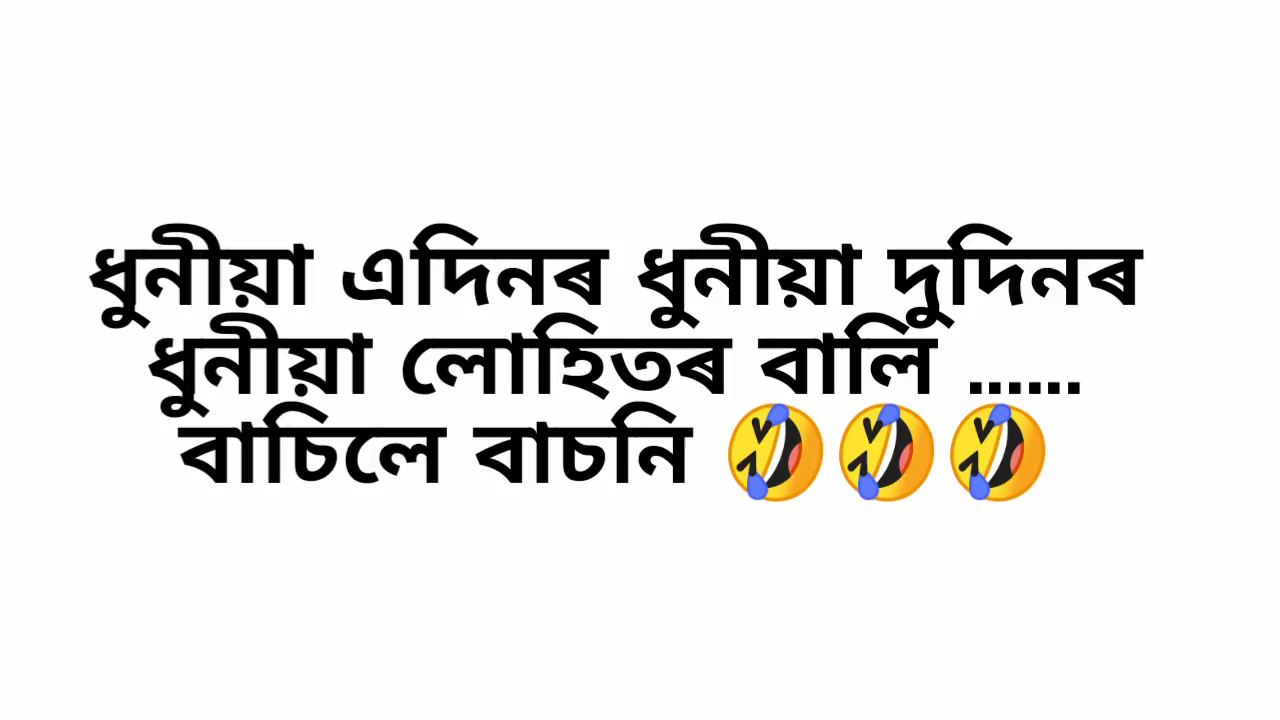 ধুনীয়া এদিনৰ ধুনীয়া দুদিনৰ
ধুনীয়া লোহিতৰ বালি ......
বাচিলে বাচনি 🤣🤣🤣